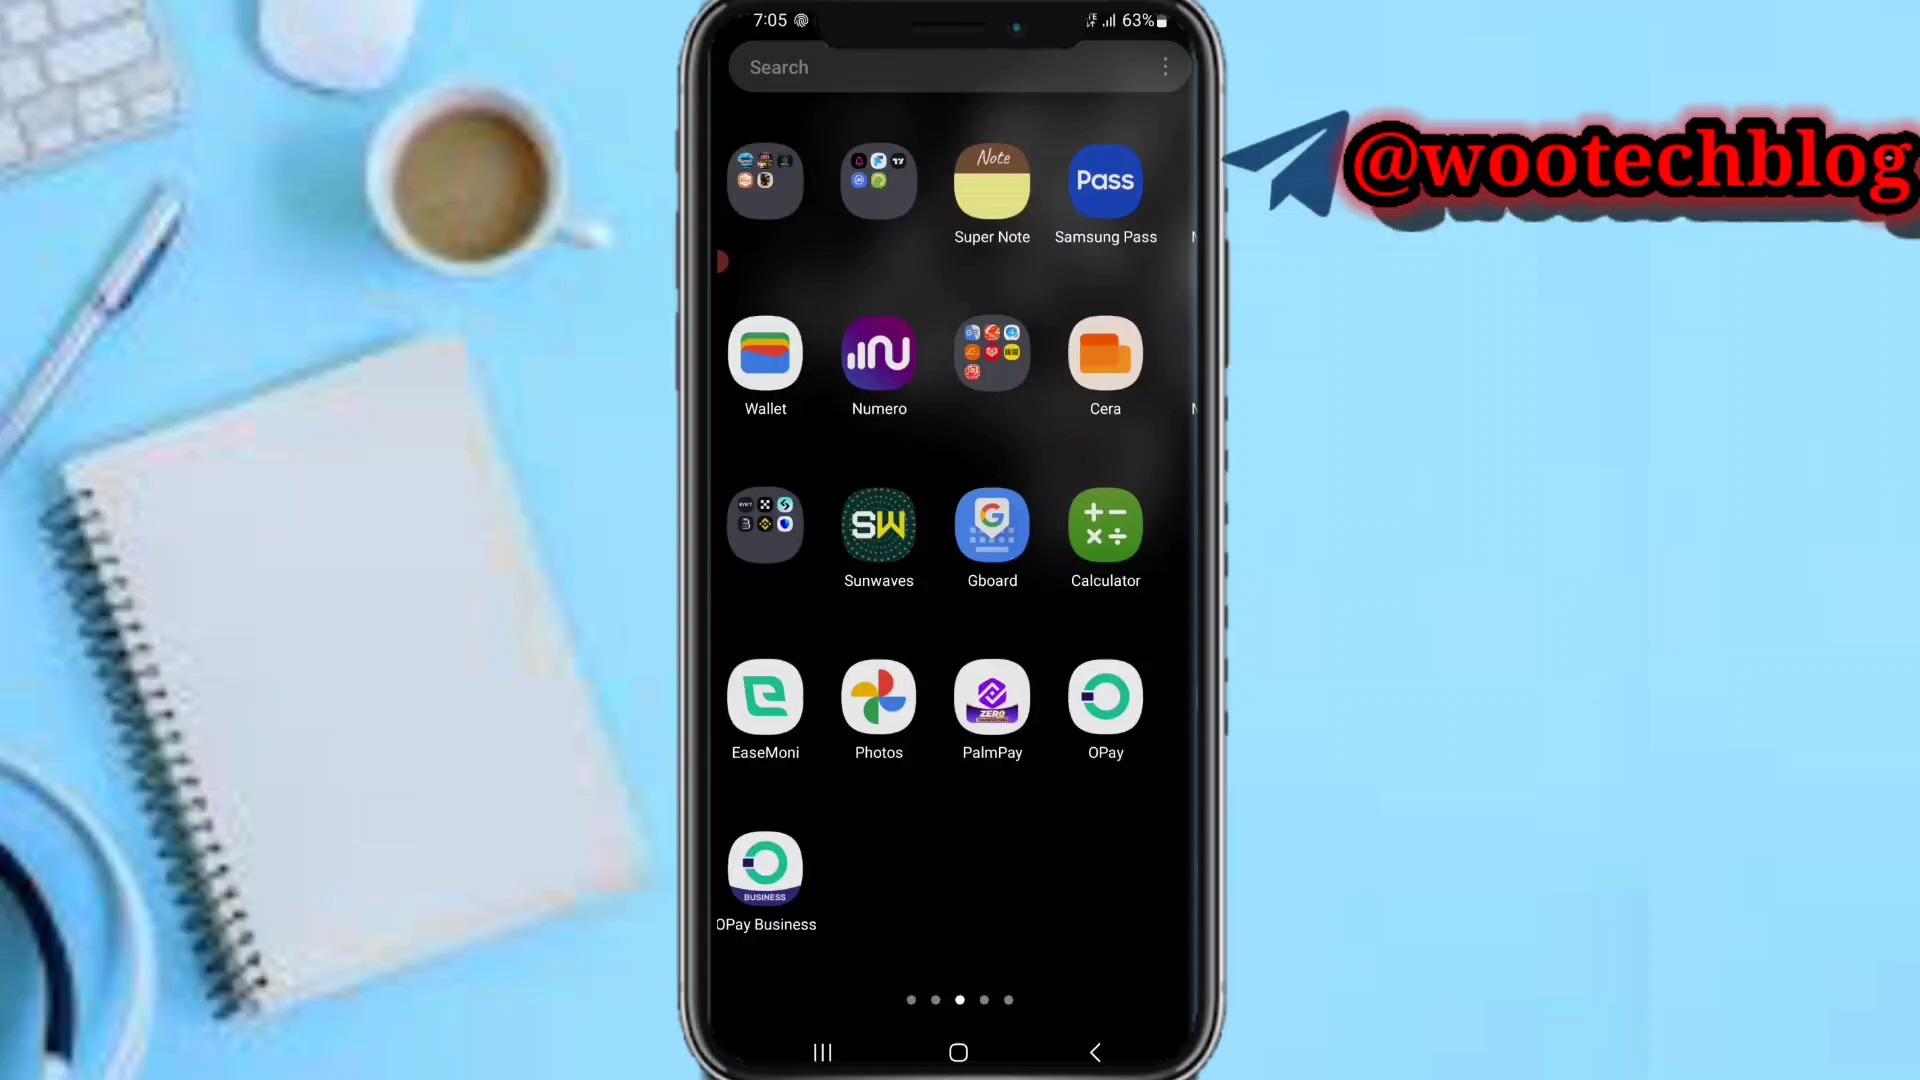 7:05
63%
Search
@wootechblog
Note
Pass
Super Note
Samsung Pass
Wallet
Numero
Cera
SW
Sunwaves
Gboard
Calculator
EaseMoni
Photos
ZERO
PalmPay
OPay
BUSINESS
OPay Business